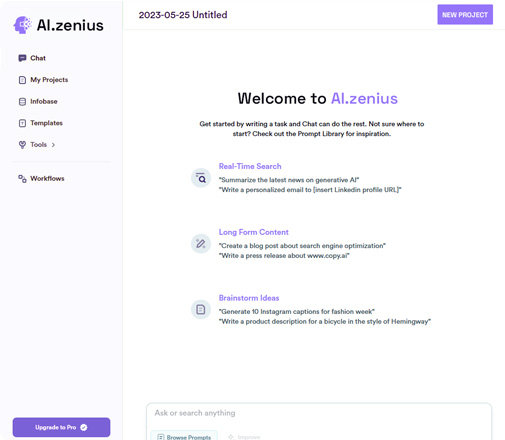 AI.zenius
Chat
My Projects
Infobase
Templates
Tools
Workflows
Upgrade to Pro
2023-05-25 Untitled
NEW PROJECT
Welcome to AI.zenius
Get started by writing a task and Chat can do the rest. Not sure where to
start? Check out the Prompt Library for inspiration.
Real-Time Search
"Summarize the latest news on generative AI"
"Write a personalized email to [insert Linkedin profile URL]"
Long Form Content
"Create a blog post about search engine optimization"
"Write a press release about www.copy.ai"
Brainstorm Ideas
"Generate 10 Instagram captions for fashion week"
"Write a product description for a bicycle in the style of Hemingway"
Ask or search anything
Browse Prompts
Improve